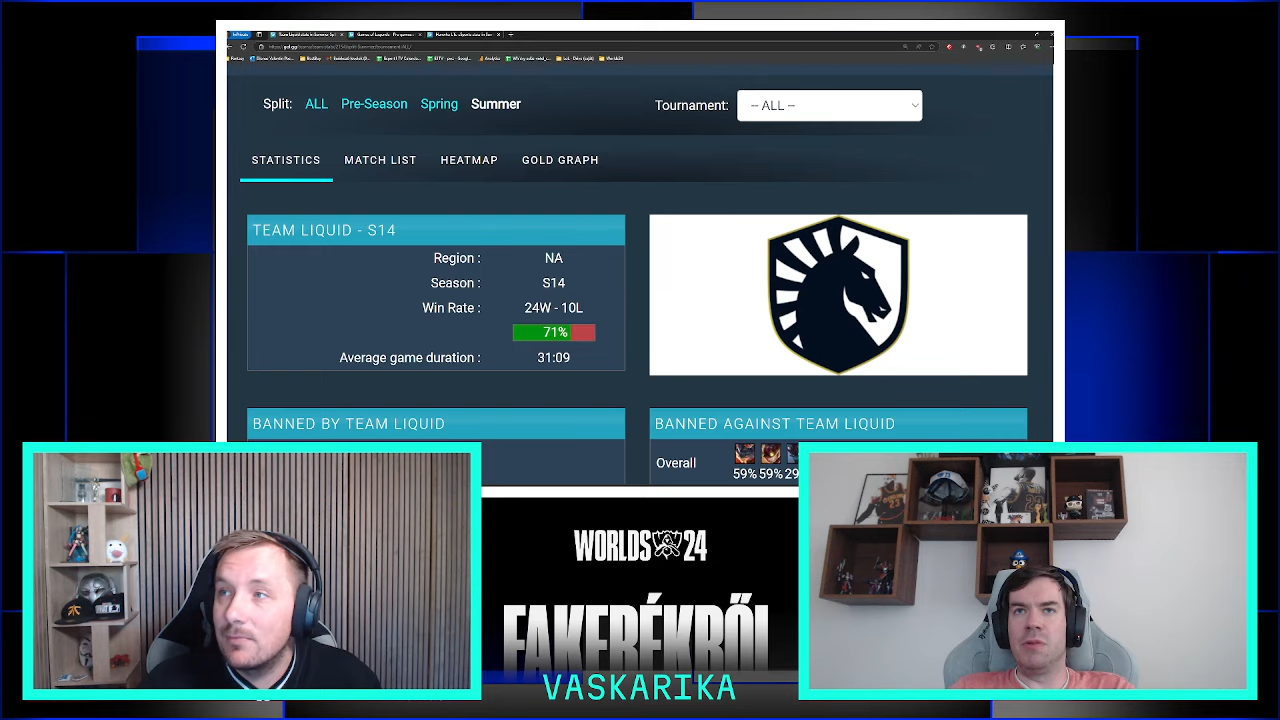 Split: ALL Pre-Season Spring Summer
Tournament: -- ALL --
STATISTICS MATCH LIST HEATMAP GOLD GRAPH
TEAM LIQUID - S14
Region : NA
Season : S14
Win Rate : 24W - 10L
71%
Average game duration : 31:09
BANNED BY TEAM LIQUID
BANNED AGAINST TEAM LIQUID
Overall
59% 59% 29
WORLDS 24
FAKERÉKRŐL
VASKARIKA